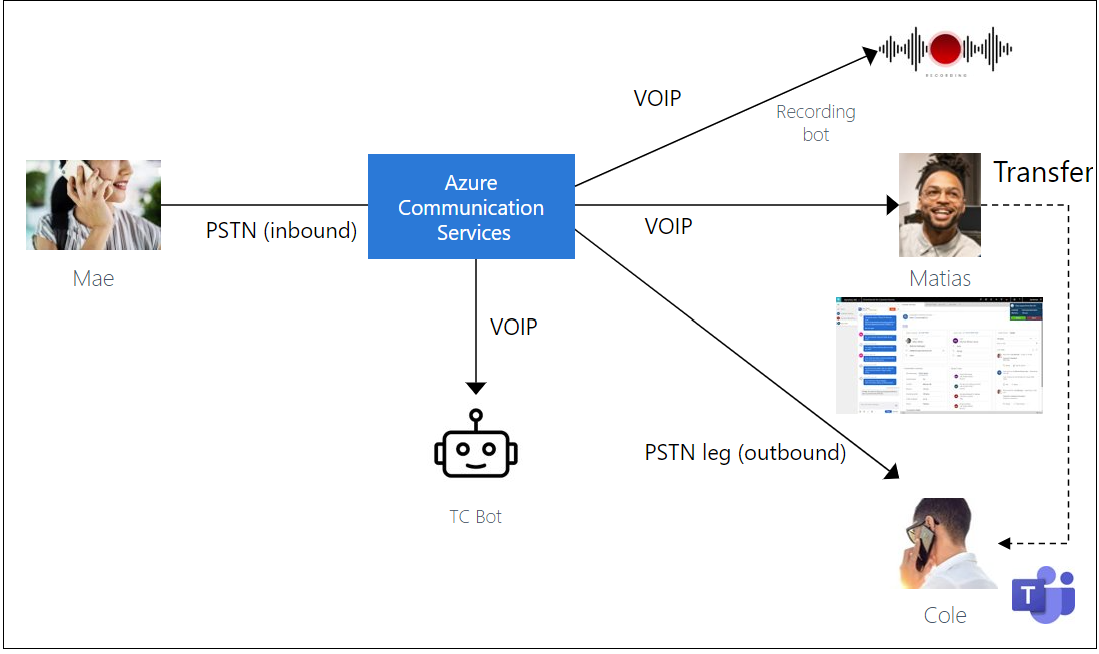 VOIP
RECORDING
Recording
bot
Azure
Communication
Services
PSTN (inbound)
Mae
VOIP
Transfer
Matias
VOIP
TC Bot
PSTN leg (outbound)
Cole
T